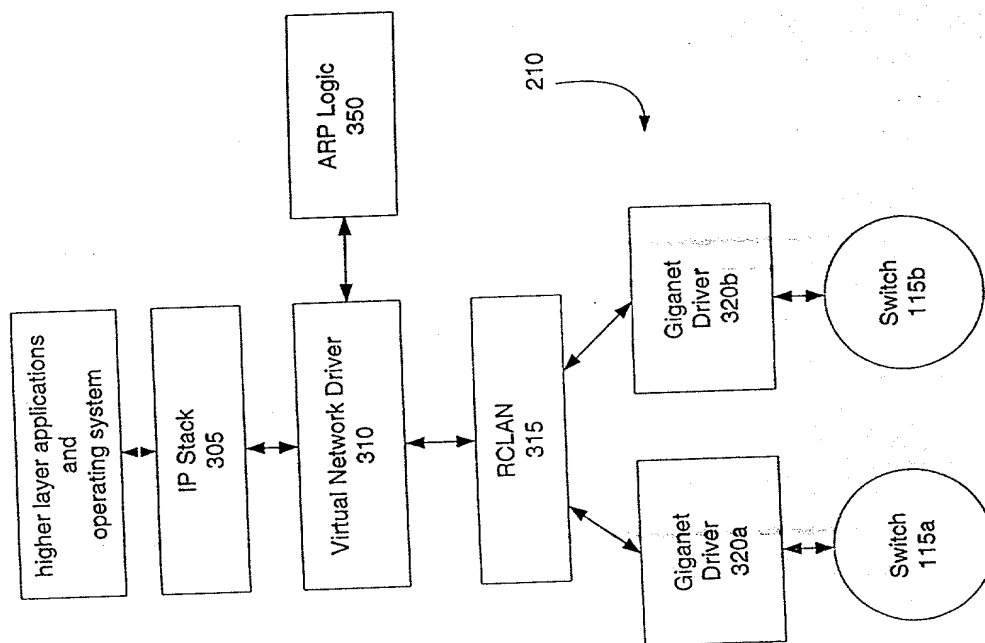 higher layer applications
and
operating system
IP Stack
305
Virtual Network Driver
310
ARP Logic
350
RCLAN
315
210
Giganet
Driver
320a
Giganet
Driver
320b
Switch
115a
Switch
115b